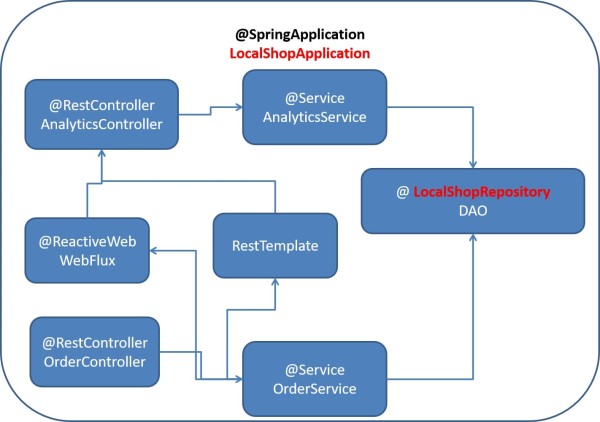 @SpringApplication
LocalShopApplication
@RestController
AnalyticsController
@Service
AnalyticsService
@ LocalShopRepository
DAO
@ReactiveWeb
WebFlux
RestTemplate
@RestController
OrderController
@Service
OrderService